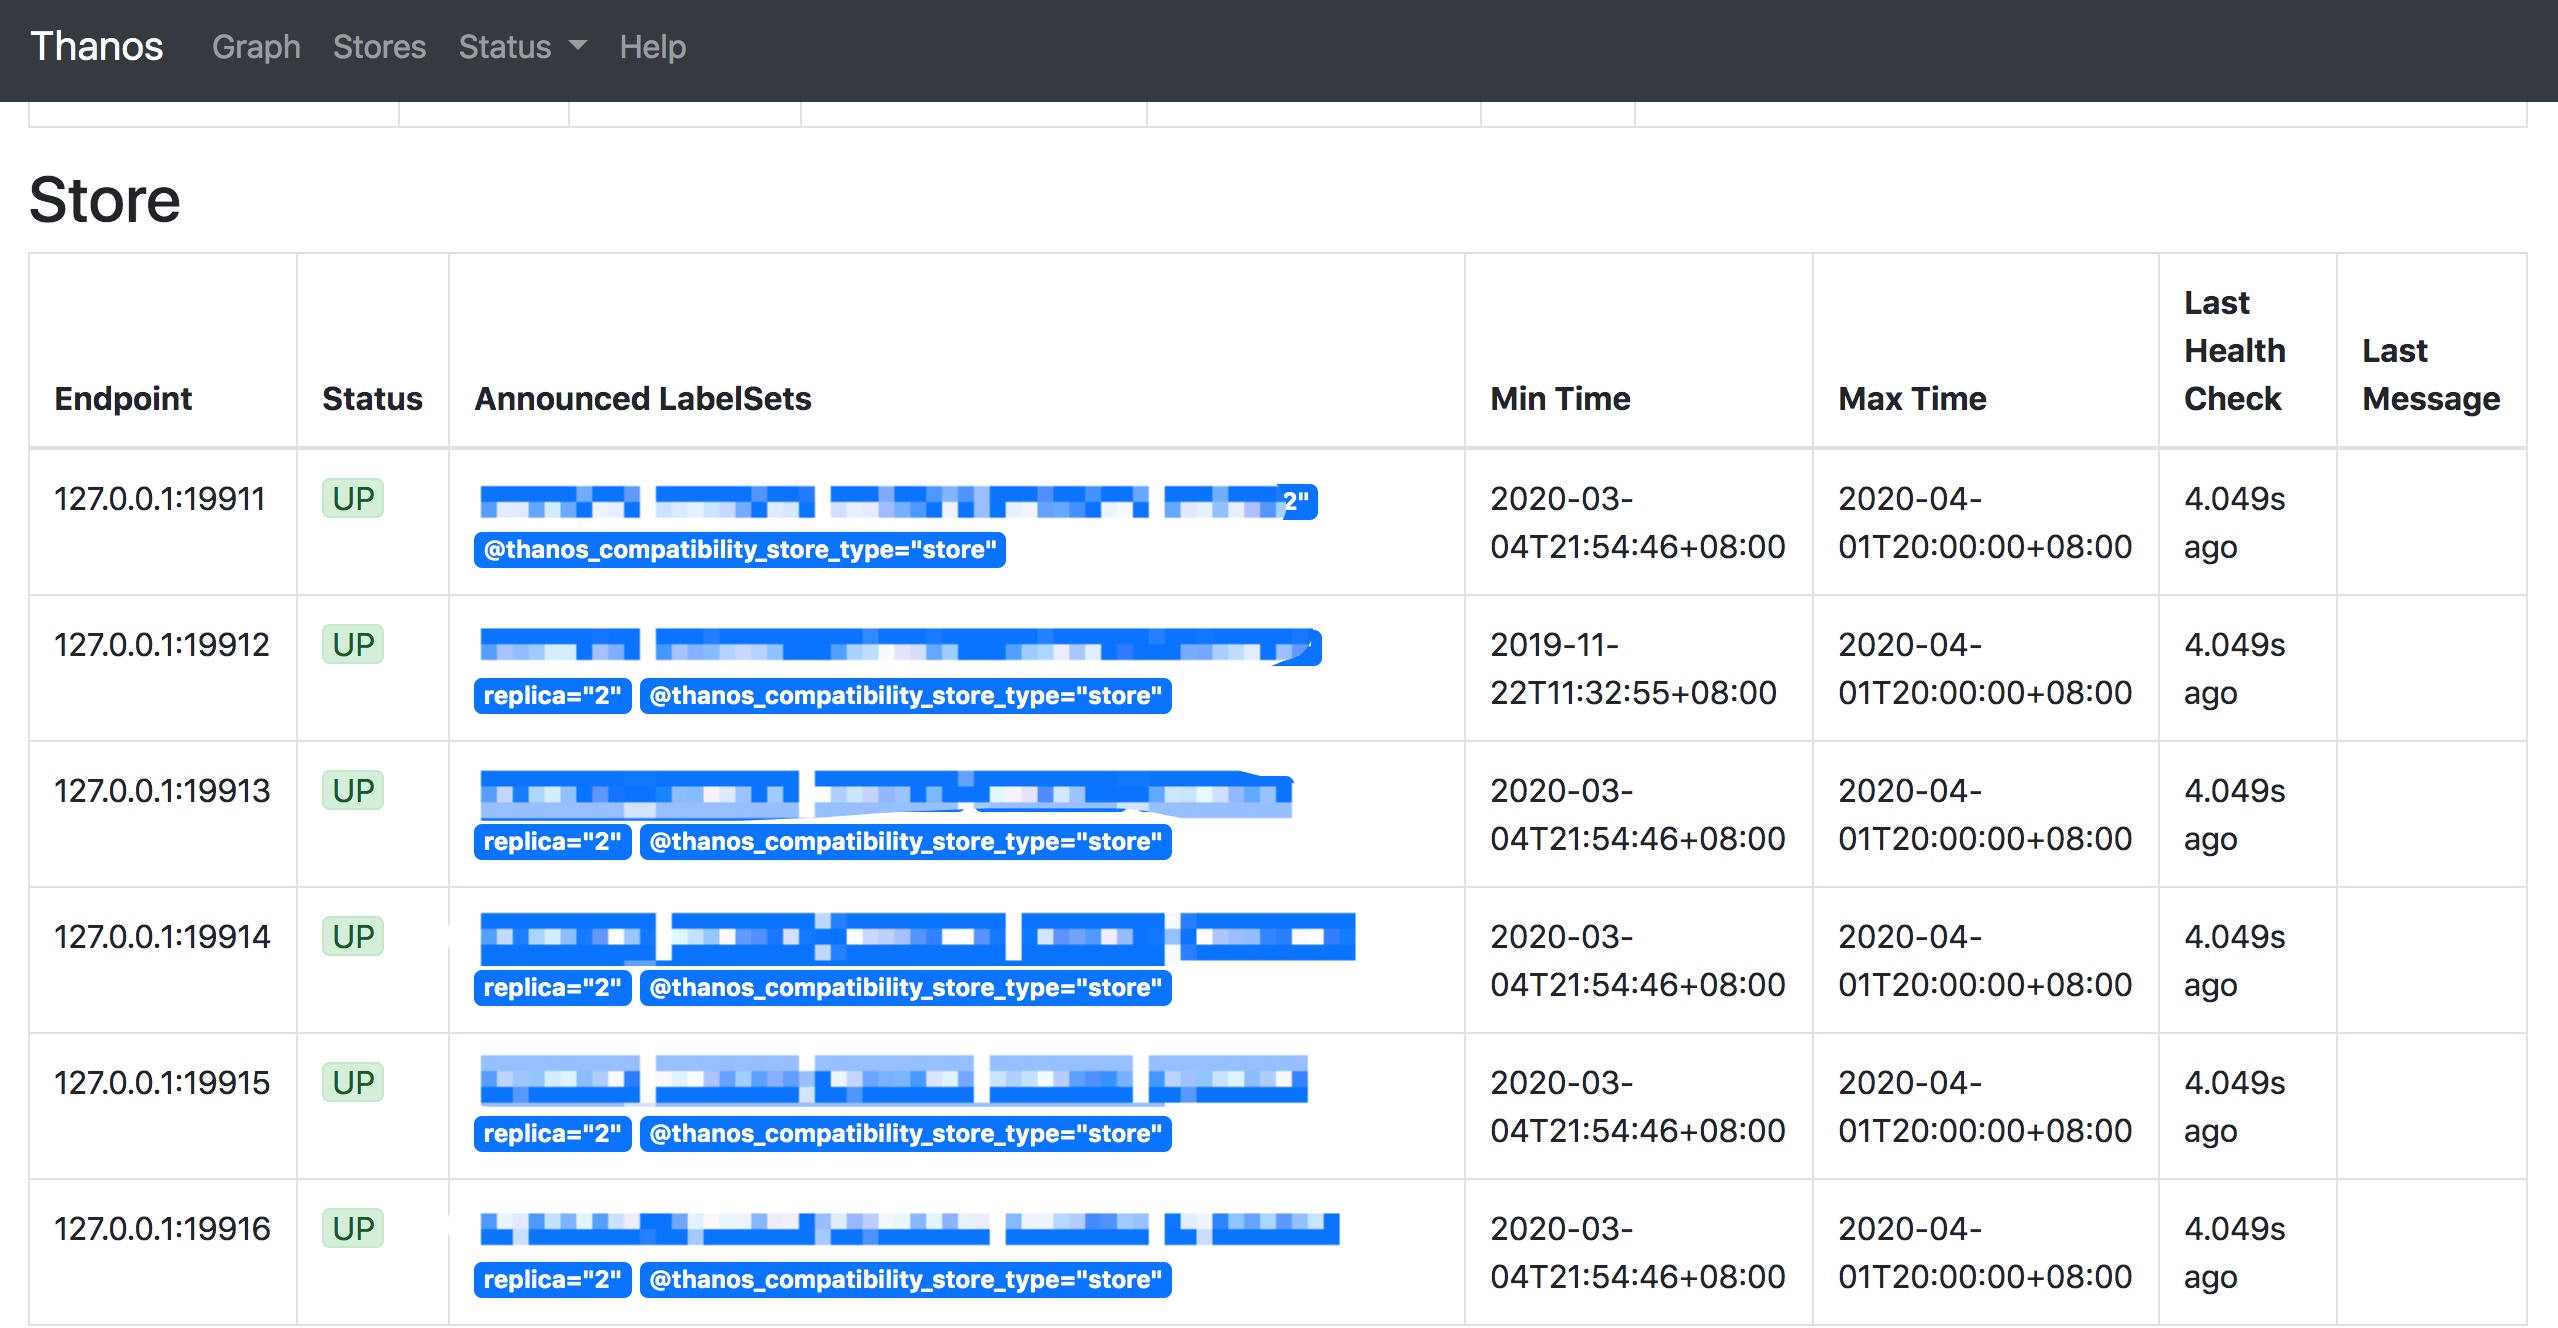 Thanos Graph Stores Status Help
Store
Endpoint Status Announced LabelSets Min Time Max Time Last Health Check Last Message
127.0.0.1:19911 UP 2" 2020-03- 2020-04- 4.049s
@thanos_compatibility_store_type="store" 04T21:54:46+08:00 01T20:00:00+08:00 ago
127.0.0.1:19912 UP 2019-11- 2020-04- 4.049s
replica="2" @thanos_compatibility_store_type="store" 22T11:32:55+08:00 01T20:00:00+08:00 ago
127.0.0.1:19913 UP 2020-03- 2020-04- 4.049s
replica="2" @thanos_compatibility_store_type="store" 04T21:54:46+08:00 01T20:00:00+08:00 ago
127.0.0.1:19914 UP 2020-03- 2020-04- 4.049s
replica="2" @thanos_compatibility_store_type="store" 04T21:54:46+08:00 01T20:00:00+08:00 ago
127.0.0.1:19915 UP 2020-03- 2020-04- 4.049s
replica="2" @thanos_compatibility_store_type="store" 04T21:54:46+08:00 01T20:00:00+08:00 ago
127.0.0.1:19916 UP 2020-03- 2020-04- 4.049s
replica="2" @thanos_compatibility_store_type="store" 04T21:54:46+08:00 01T20:00:00+08:00 ago